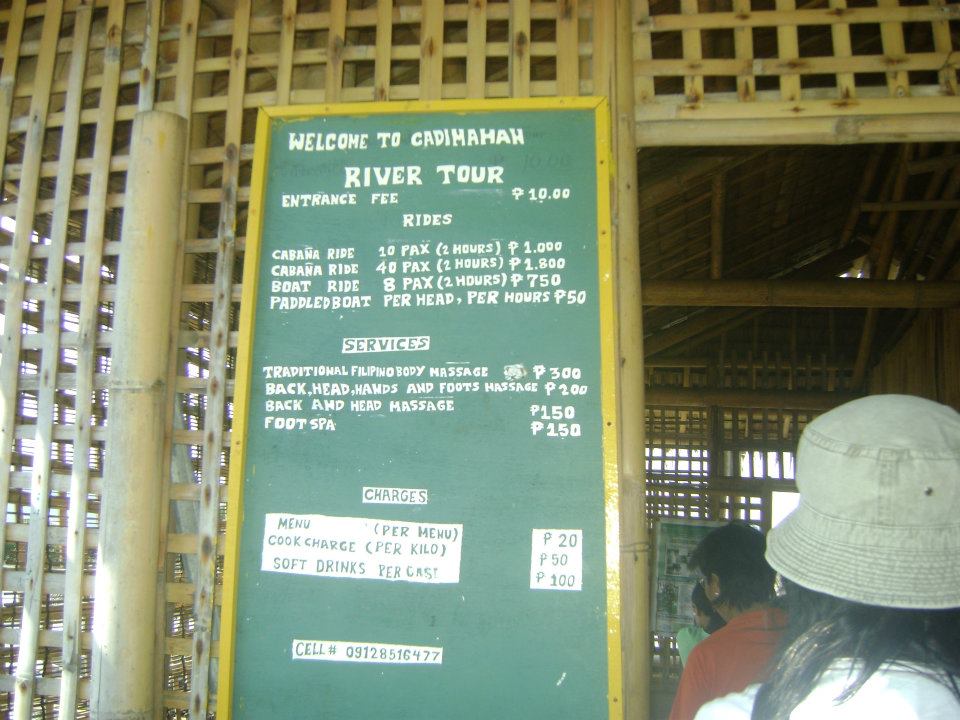 WELCOME TO CADIMAHAN
RIVER TOUR
ENTRANCE FEE ₱10.00
RIDES
CABAÑA RIDE 10 PAX (2 HOURS) ₱1.000
CABAÑA RIDE 40 PAX (2 HOURS) ₱1.800
BOAT RIDE 8 PAX (2 HOURS) ₱750
PADDLEDBOAT PER HEAD, PER HOURS ₱50
SERVICES
TRADITIONAL FILIPINO BODY MASSAGE ₱300
BACK, HEAD, HANDS AND FOOTS MASSAGE ₱200
BACK AND HEAD MASSAGE ₱150
FOOT SPA ₱150
CHARGES
MENU (PER MENU) ₱20
COOK CHARGE (PER KILO) ₱50
SOFT DRINKS PER CASE ₱100
CELL# 09128516477